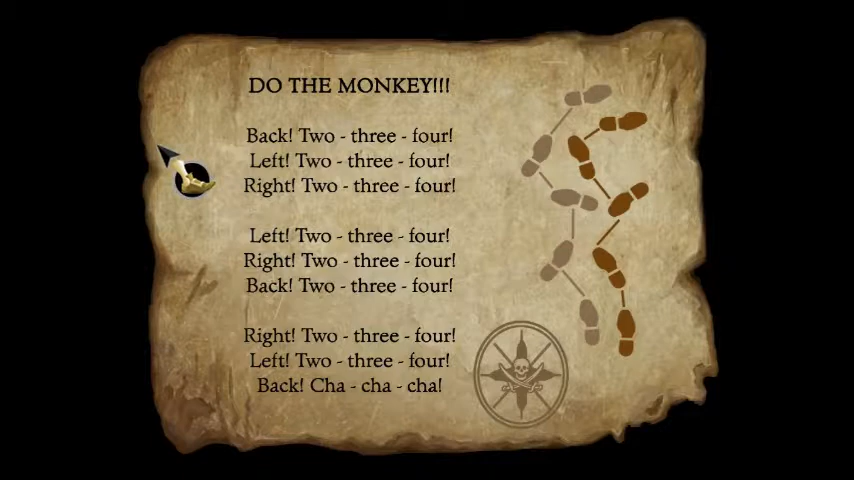 DO THE MONKEY!!!
Back! Two - three - four!
Left! Two - three - four!
Right! Two - three - four!
Left! Two - three - four!
Right! Two - three - four!
Back! Two - three - four!
Right! Two - three - four!
Left! Two - three - four!
Back! Cha - cha - cha!